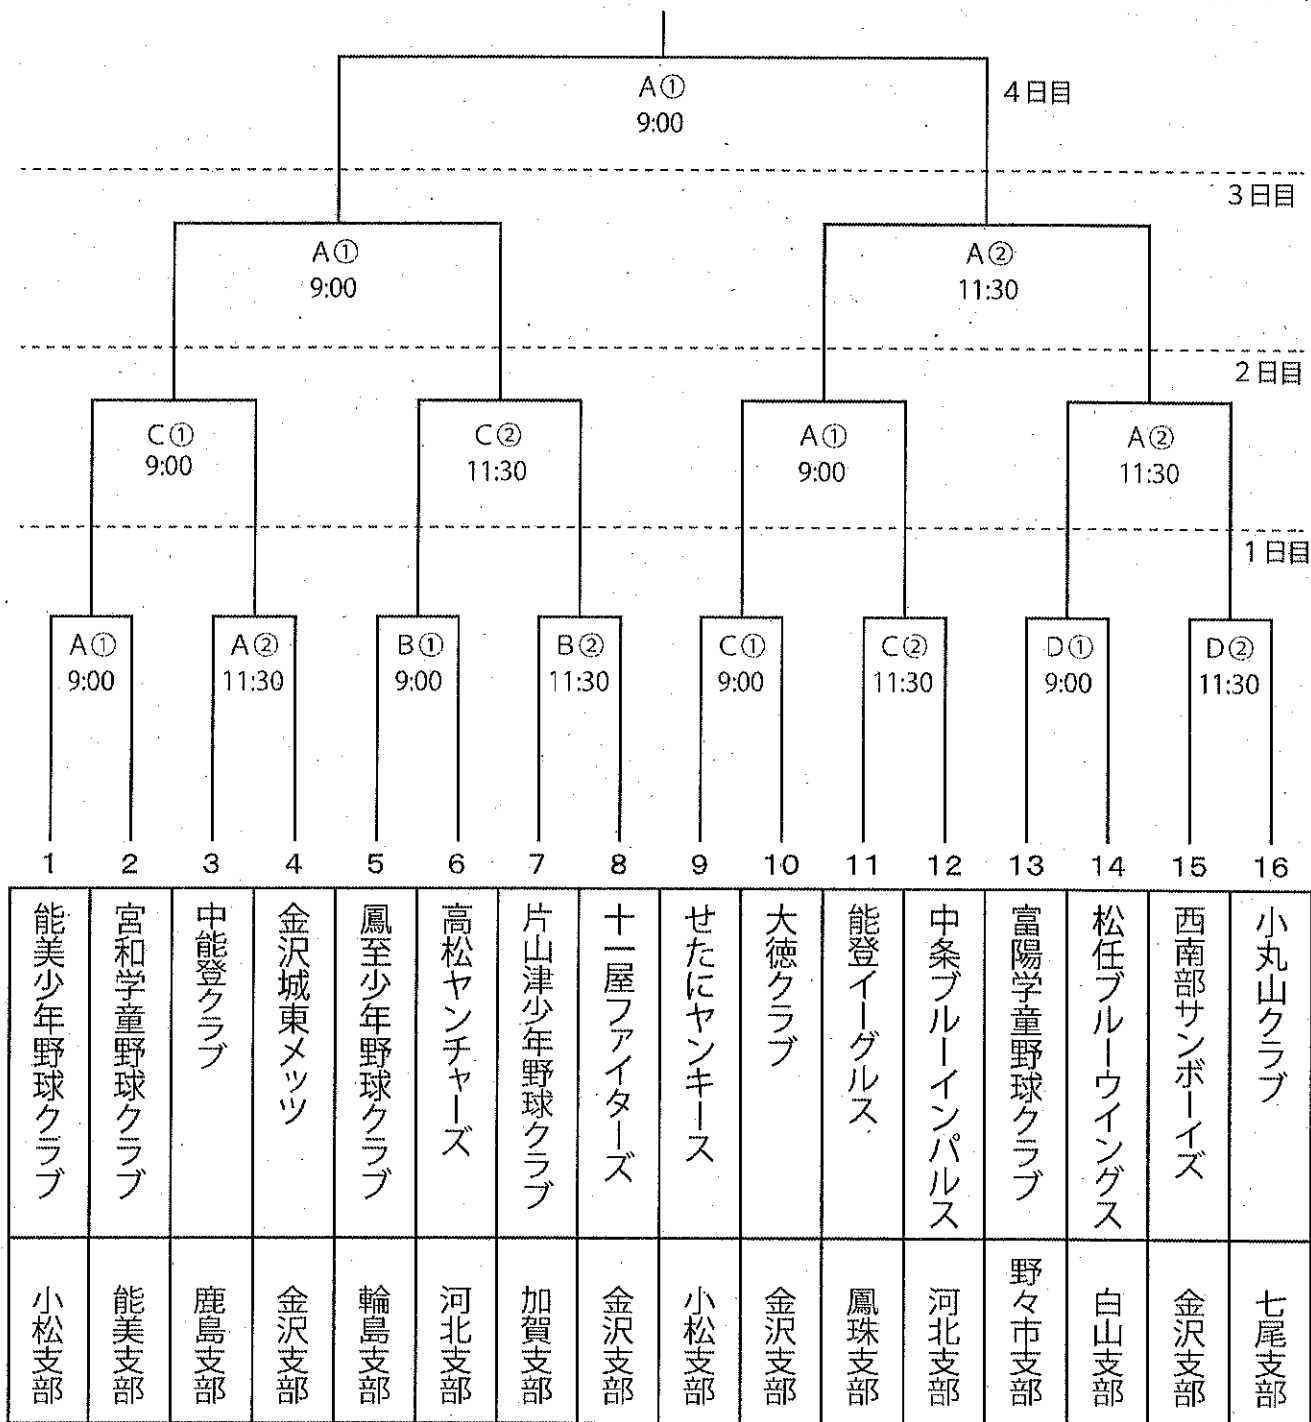 A①
9:00
4日目
3日目
A①
9:00
A②
11:30
2日目
C①
9:00
C②
11:30
A①
9:00
A②
11:30
1日目
A①
9:00
A②
11:30
B①
9:00
B②
11:30
C①
9:00
C②
11:30
D①
9:00
D②
11:30
1
2
3
4
5
6
7
8
9
10
11
12
13
14
15
16
能美少年野球クラブ
宮和学童野球クラブ
中能登クラブ
金沢城東メッツ
鳳至少年野球クラブ
高松ヤンチャーズ
片山津少年野球クラブ
十一屋ファイターズ
せたにヤンキース
大徳クラブ
能登イーグルス
中条ブルーインパルス
富陽学童野球クラブ
松任ブルーウイングス
西南部サンボーイズ
小丸山クラブ
小松支部
能美支部
鹿島支部
金沢支部
輪島支部
河北支部
加賀支部
金沢支部
小松支部
金沢支部
鳳珠支部
河北支部
野々市支部
白山支部
金沢支部
七尾支部